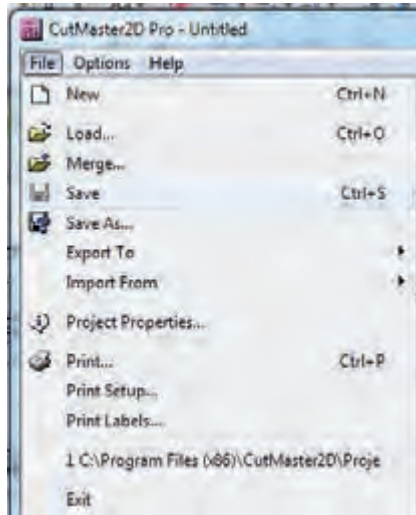 CutMaster2D Pro - Untitled
File Options Help
New Ctrl+N
Load... Ctrl+O
Merge...
Save Ctrl+S
Save As...
Export To
Import From
Project Properties...
Print... Ctrl+P
Print Setup...
Print Labels...
1 C:\Program Files (x86)\CutMaster2D\Proje
Exit